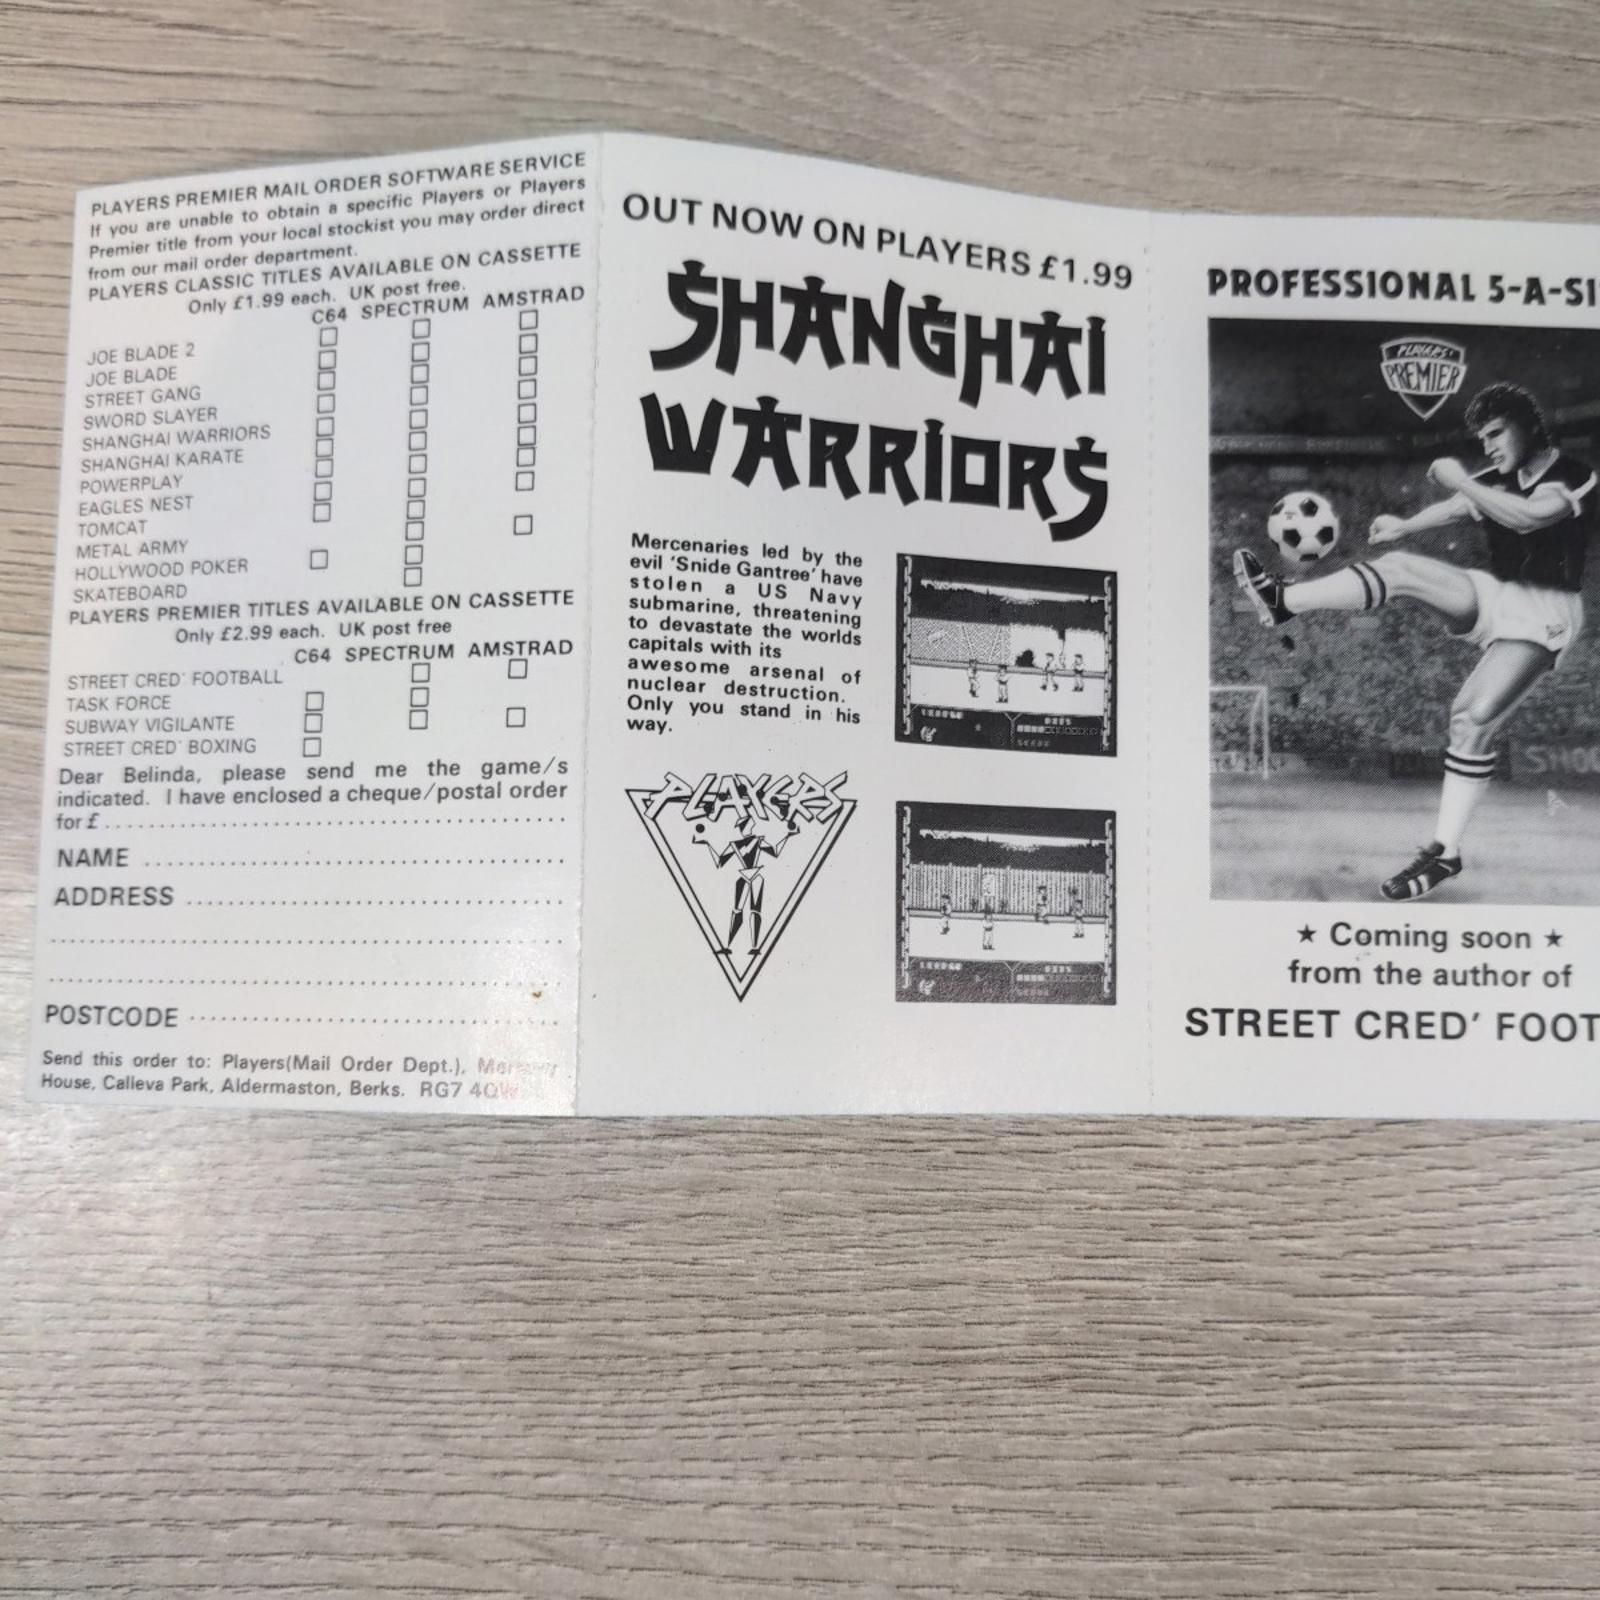 PLAYERS PREMIER MAIL ORDER SOFTWARE SERVICE
If you are unable to obtain a specific Players or Players
Premier title from your local stockist you may order direct
from our mail order department.
PLAYERS CLASSIC TITLES AVAILABLE ON CASSETTE
Only £1.99 each. UK post free.
C64 SPECTRUM AMSTRAD
JOE BLADE 2
JOE BLADE
STREET GANG
SWORD SLAYER
SHANGHAI WARRIORS
SHANGHAI KARATE
POWERPLAY
EAGLES NEST
TOMCAT
METAL ARMY
HOLLYWOOD POKER
SKATEBOARD
PLAYERS PREMIER TITLES AVAILABLE ON CASSETTE
Only £2.99 each. UK post free
C64 SPECTRUM AMSTRAD
STREET CRED' FOOTBALL
TASK FORCE
SUBWAY VIGILANTE
STREET CRED' BOXING
Dear Belinda, please send me the game/s
indicated. I have enclosed a cheque/postal order
for £
NAME
ADDRESS
POSTCODE
Send this order to: Players(Mail Order Dept.),
House, Calleva Park, Aldermaston, Berks. RG7 4QW
OUT NOW ON PLAYERS £1.99
SHANGHAI
WARRIORS
Mercenaries led by the
evil 'Snide Gantree' have
stolen a US Navy
submarine, threatening
to devastate the worlds
capitals with its
awesome arsenal of
nuclear destruction.
Only you stand in his
way.
PLAYERS
PROFESSIONAL 5-A-SI
PLAYERS'
PREMIER
★ Coming soon ★
from the author of
STREET CRED' FOOT